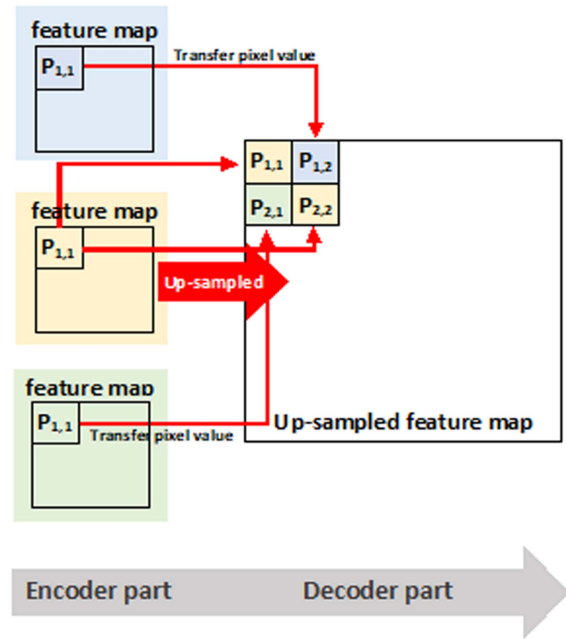 feature map
P1,1
Transfer pixel value
P1,1 P1,2
P2,1 P2,2
feature map
P1,1
Up-sampled
feature map
P1,1
Transfer pixel value
Up-sampled feature map
Encoder part Decoder part